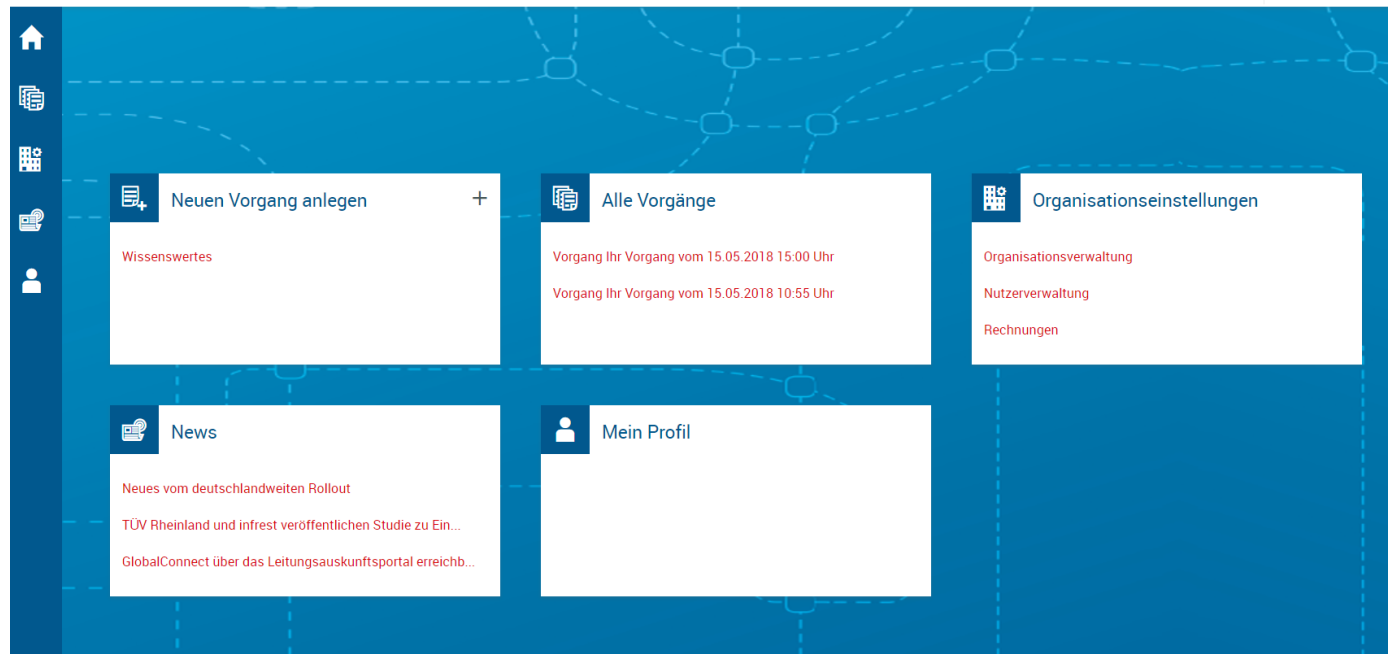 Neuen Vorgang anlegen
Wissenswertes
Alle Vorgänge
Vorgang Ihr Vorgang vom 15.05.2018 15:00 Uhr
Vorgang Ihr Vorgang vom 15.05.2018 10:55 Uhr
Organisationseinstellungen
Organisationsverwaltung
Nutzerverwaltung
Rechnungen
News
Neues vom deutschlandweiten Rollout
TÜV Rheinland und infrest veröffentlichen Studie zu Ein...
GlobalConnect über das Leitungsauskunftsportal erreichb...
Mein Profil